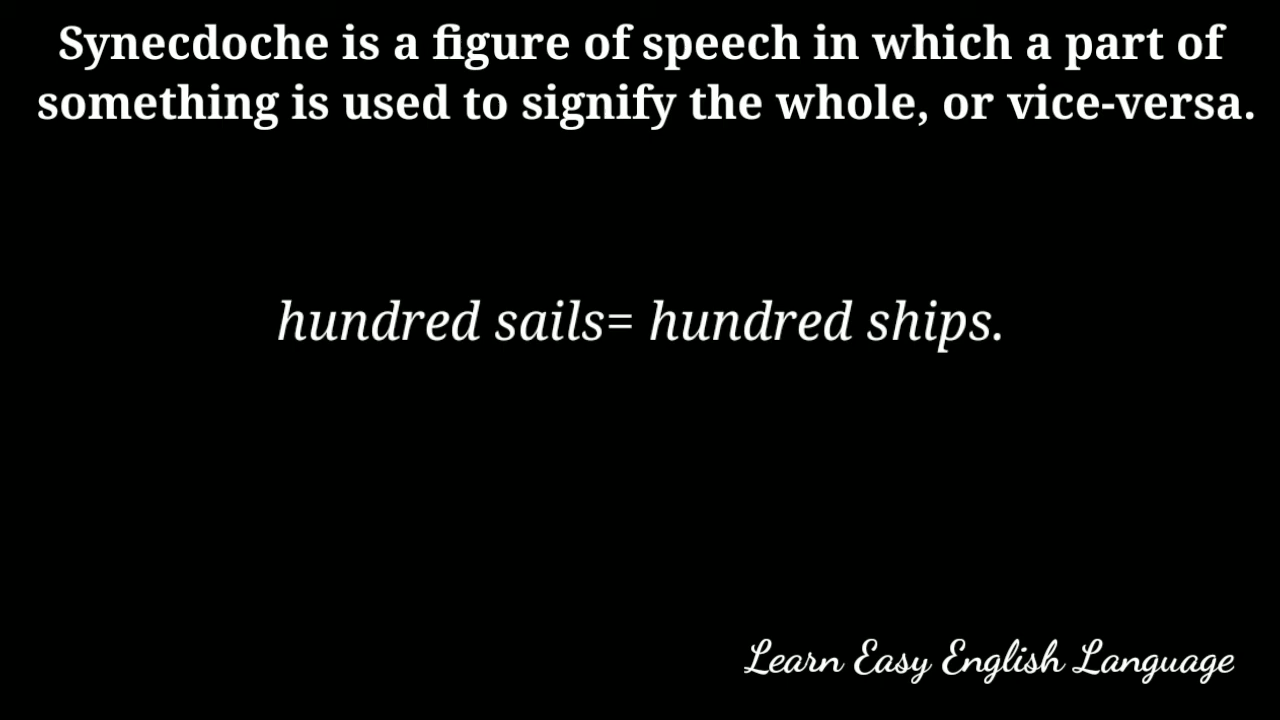 Synecdoche is a figure of speech in which a part of
something is used to signify the whole, or vice-versa.
hundred sails= hundred ships.
Learn Easy English Language